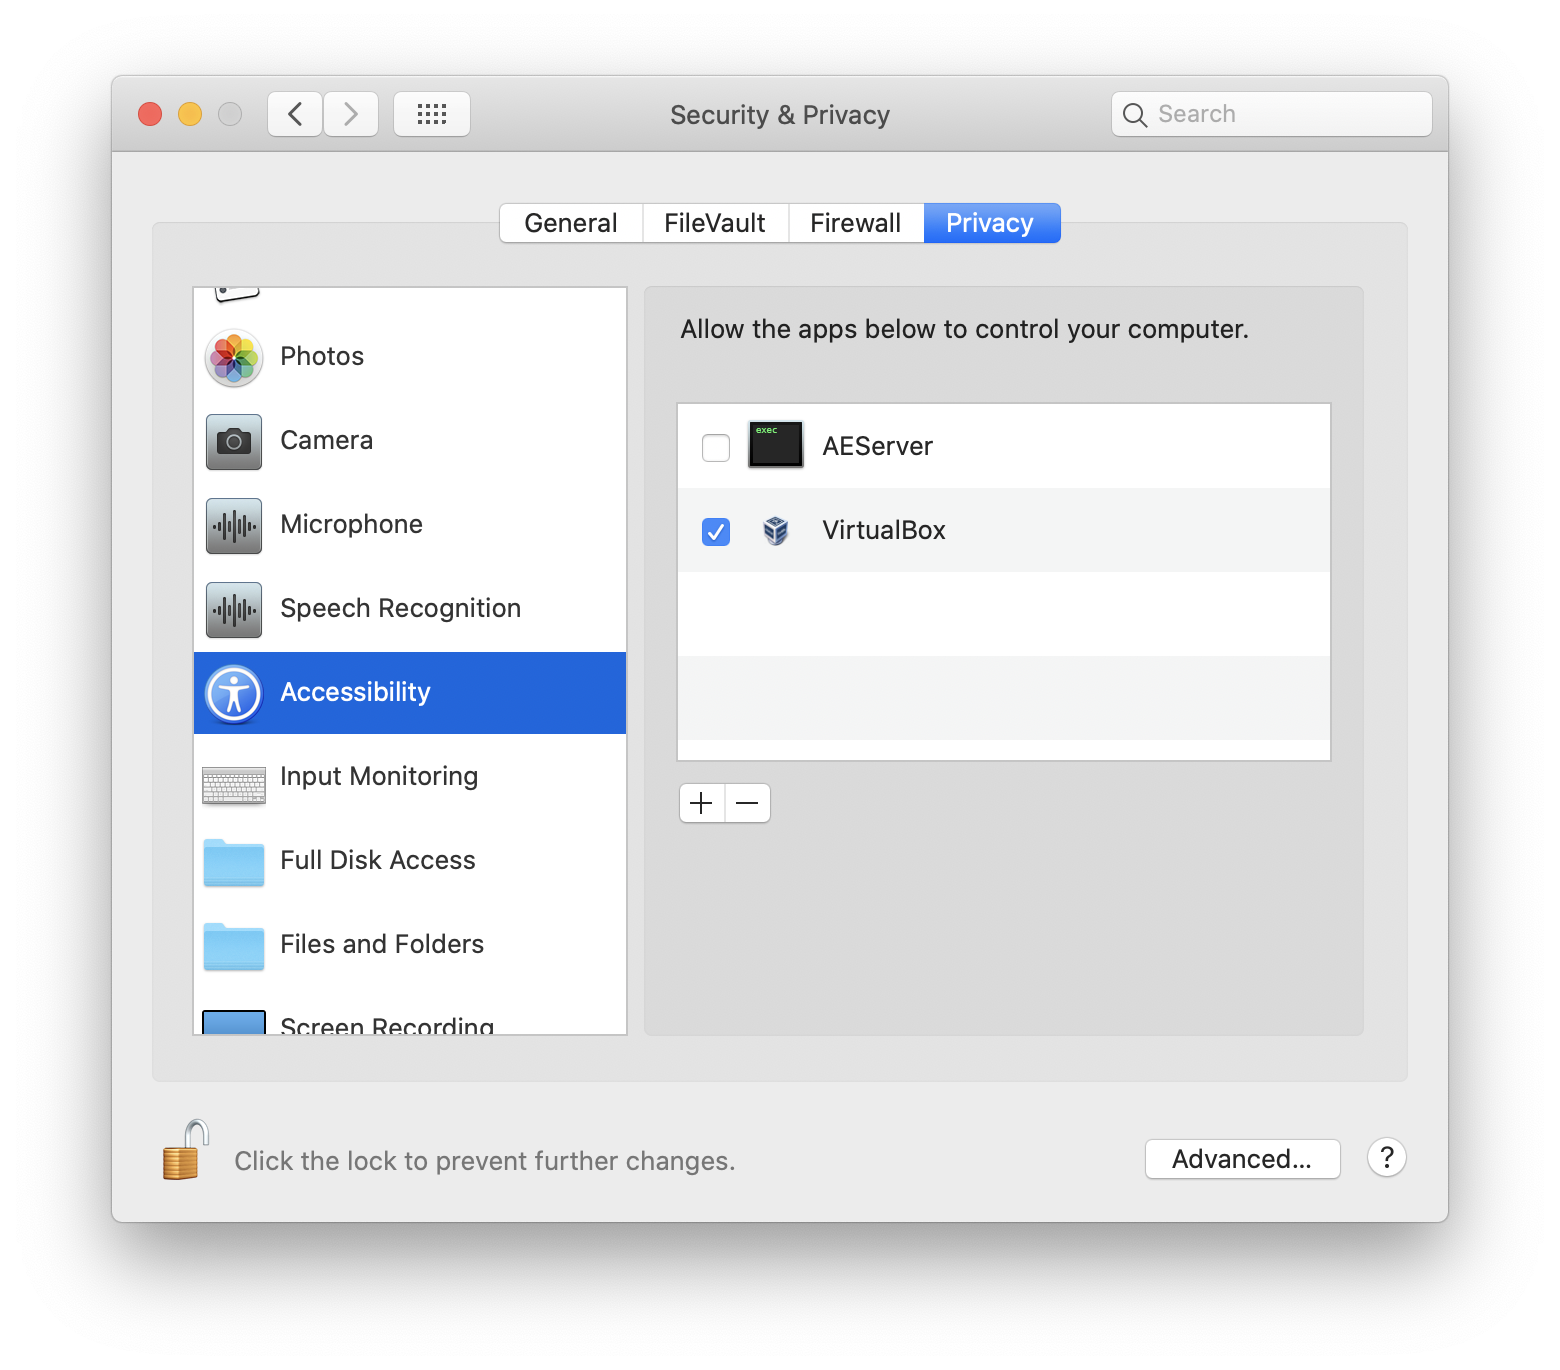 Security & Privacy
Search
General
FileVault
Firewall
Privacy
Photos
Camera
Microphone
Speech Recognition
Accessibility
Input Monitoring
Full Disk Access
Files and Folders
Screen Recording
Allow the apps below to control your computer.
exec
AEServer
VirtualBox
Click the lock to prevent further changes.
Advanced...
?